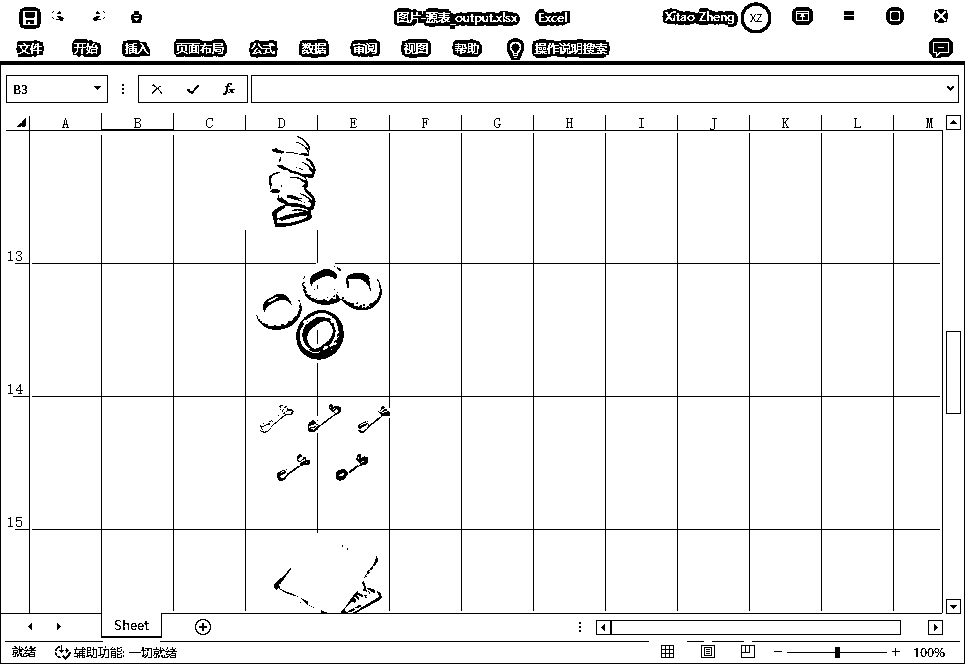 图片-源表_output.xlsx - Excel Xitao Zheng XZ
文件 开始 插入 页面布局 公式 数据 审阅 视图 帮助 操作说明搜索
B3 fx
A B C D E F G H I J K L M
13
14
15
Sheet
就绪 辅助功能: 一切就绪 100%